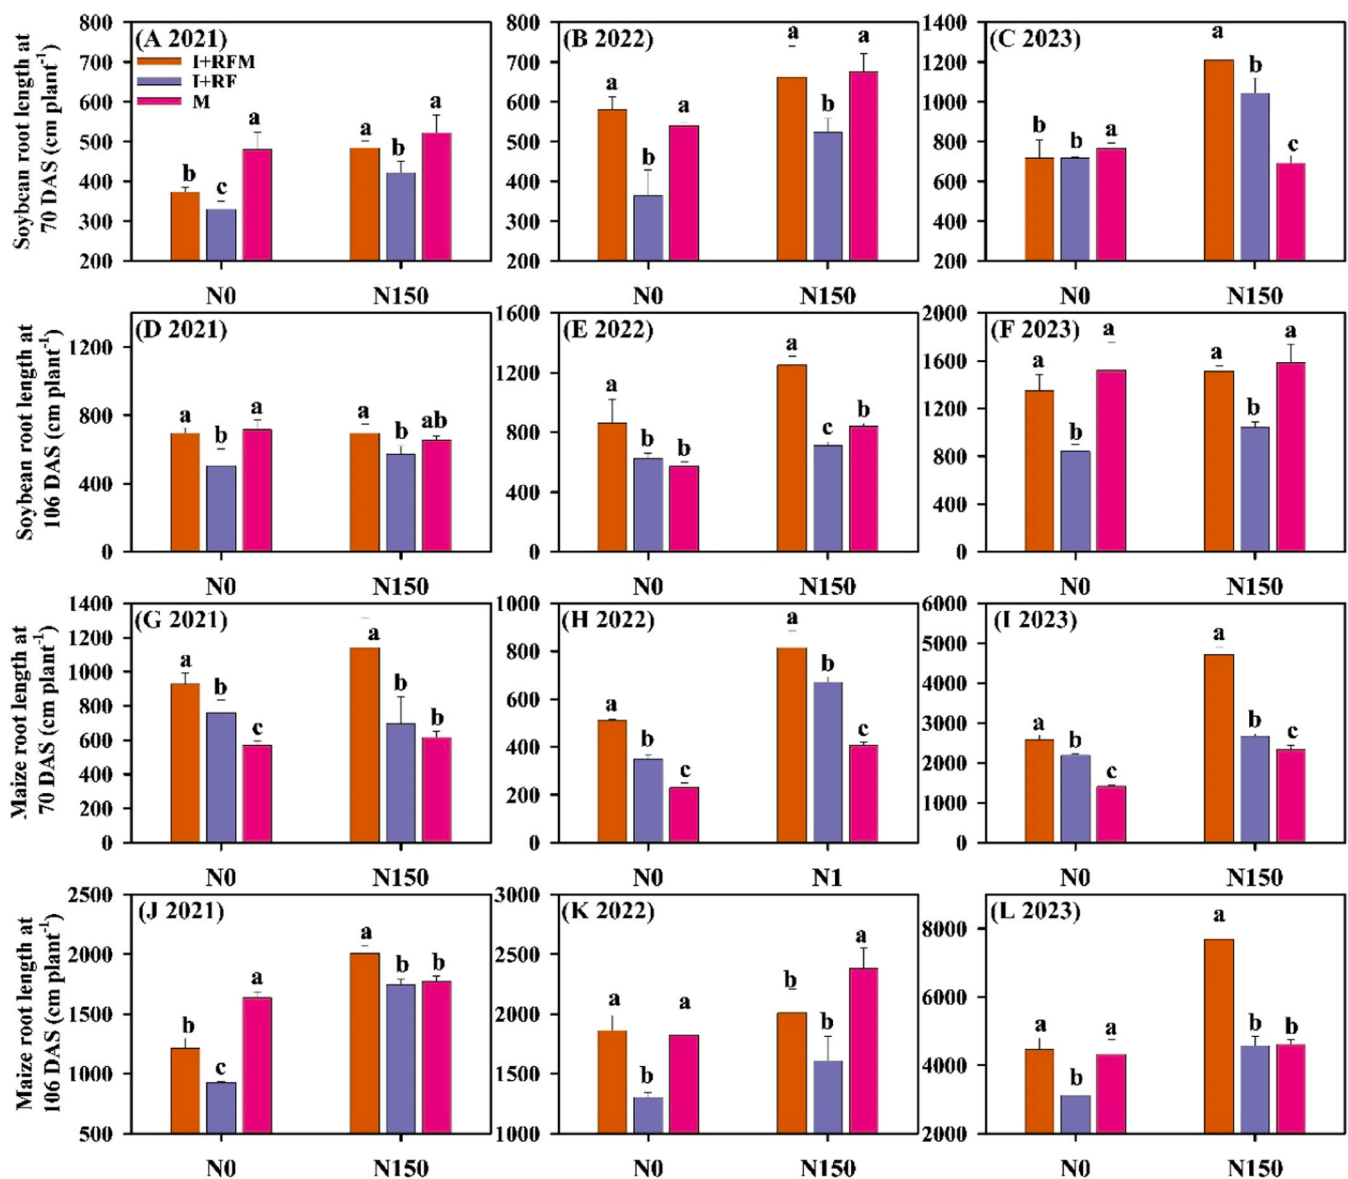 Soybean root length at
70 DAS (cm plant⁻¹)
800
700
600
500
400
300
200
(A 2021)
I+RFM
I+RF
M
b
c
a
a
b
a
N0
N150
800
700
600
500
400
300
200
(B 2022)
a
b
a
a
b
a
N0
N150
1400
1200
1000
800
600
400
200
(C 2023)
b
b
a
a
b
c
N0
N150
Soybean root length at
106 DAS (cm plant⁻¹)
1200
800
400
0
(D 2021)
a
b
a
a
b
ab
N0
N150
1600
1200
800
400
0
(E 2022)
a
b
b
a
c
b
N0
N150
2000
1600
1200
800
400
0
(F 2023)
a
b
a
a
b
a
N0
N150
Maize root length at
70 DAS (cm plant⁻¹)
1400
1200
1000
800
600
400
200
0
(G 2021)
a
b
c
a
b
b
N0
N150
1000
800
600
400
200
0
(H 2022)
a
b
c
a
b
c
N0
N1
6000
5000
4000
3000
2000
1000
0
(I 2023)
a
b
c
a
b
c
N0
N150
Maize root length at
106 DAS (cm plant⁻¹)
2500
2000
1500
1000
500
(J 2021)
b
c
a
a
b
b
N0
N150
3000
2500
2000
1500
1000
(K 2022)
a
b
a
b
b
a
N0
N150
8000
6000
4000
2000
(L 2023)
a
b
a
a
b
b
N0
N150